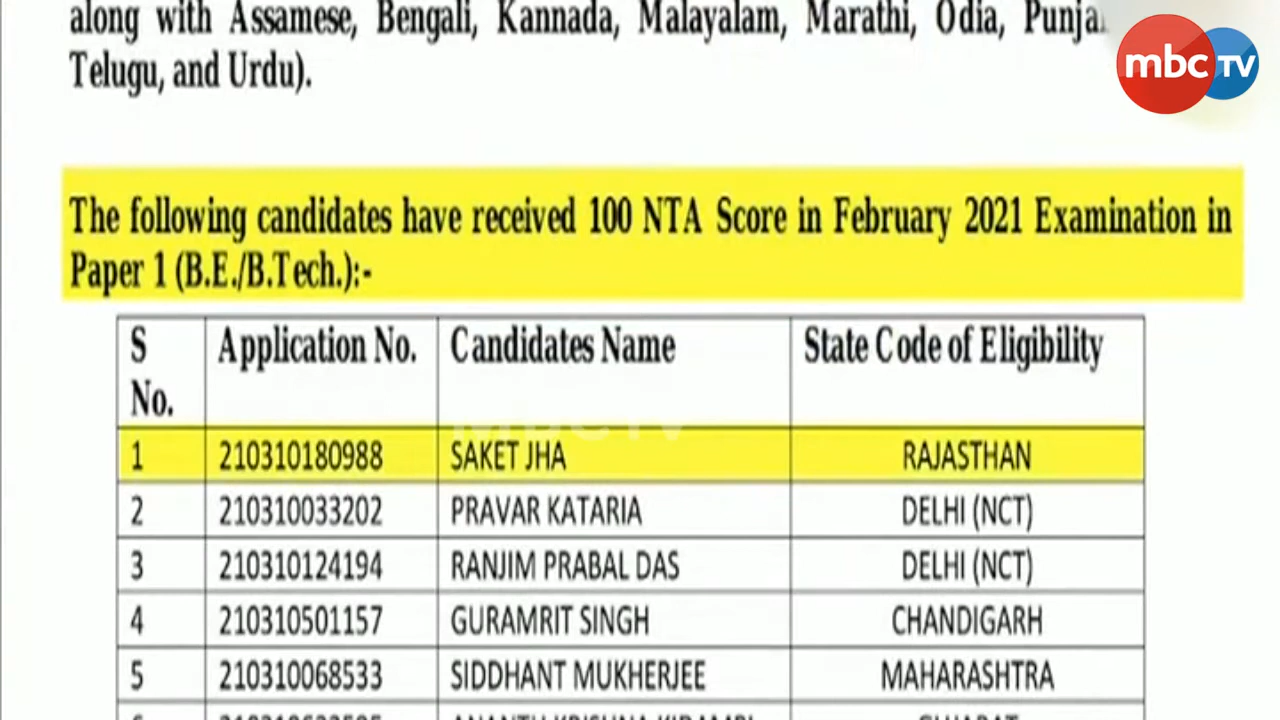 along with Assamese, Bengali, Kannada, Malayalam, Marathi, Odia,
Telugu, and Urdu).
mbc TV
The following candidates have received 100 NTA Score in February 2021 Examination in
Paper 1 (B.E./B.Tech.):-
S No. Application No. Candidates Name State Code of Eligibility
1 210310180988 SAKET JHA RAJASTHAN
2 210310033202 PRAVAR KATARIA DELHI (NCT)
3 210310124194 RANJIM PRABAL DAS DELHI (NCT)
4 210310501157 GURAMRIT SINGH CHANDIGARH
5 210310068533 SIDDHANT MUKHERJEE MAHARASHTRA